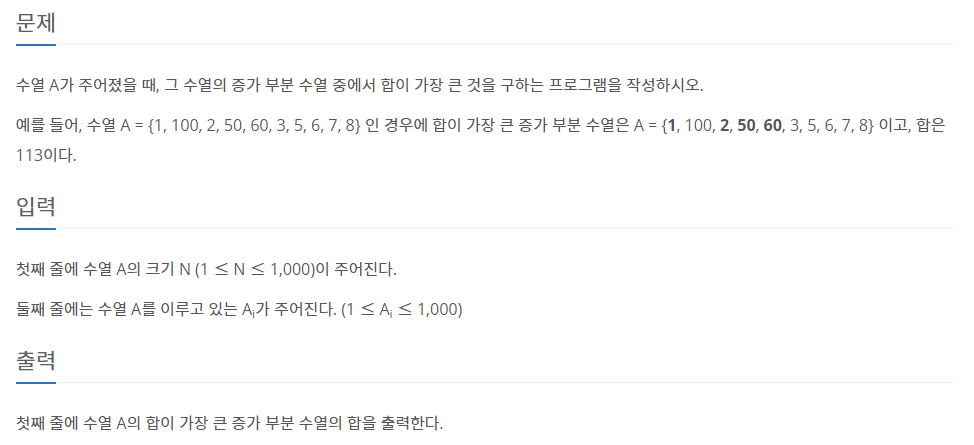 문제
수열 A가 주어졌을 때, 그 수열의 증가 부분 수열 중에서 합이 가장 큰 것을 구하는 프로그램을 작성하시오.
예를 들어, 수열 A = {1, 100, 2, 50, 60, 3, 5, 6, 7, 8} 인 경우에 합이 가장 큰 증가 부분 수열은 A = {1, 100, 2, 50, 60, 3, 5, 6, 7, 8} 이고, 합은
113이다.
입력
첫째 줄에 수열 A의 크기 N (1 ≤ N ≤ 1,000)이 주어진다.
둘째 줄에는 수열 A를 이루고 있는 Aᵢ가 주어진다. (1 ≤ Aᵢ ≤ 1,000)
출력
첫째 줄에 수열 A의 합이 가장 큰 증가 부분 수열의 합을 출력한다.